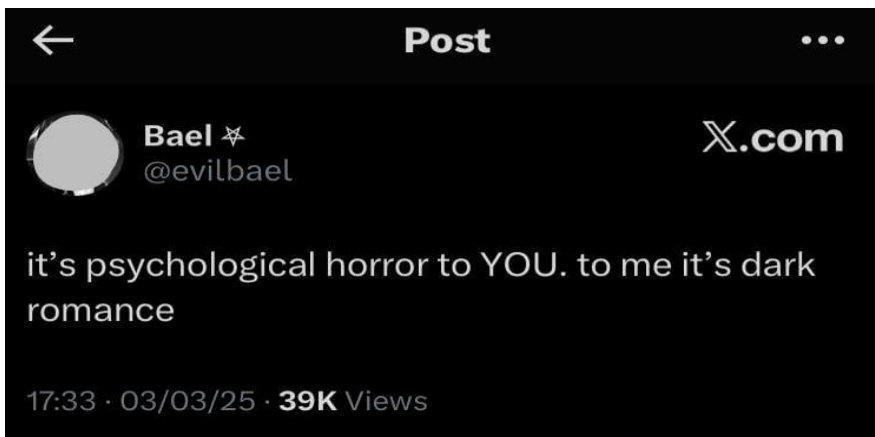 Post
Bael ⛧
@evilbael
𝕏.com
it’s psychological horror to YOU. to me it’s dark
romance
17:33 · 03/03/25 · 39K Views